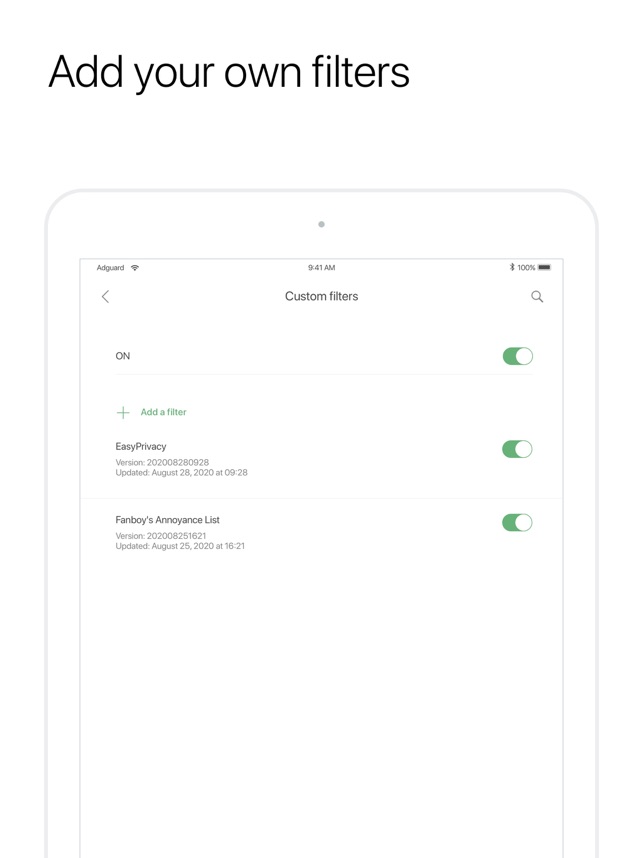 Add your own filters
Adguard 9:41 AM 100%
Custom filters
ON
Add a filter
EasyPrivacy
Version: 202008280928
Updated: August 28, 2020 at 09:28
Fanboy's Annoyance List
Version: 202008251621
Updated: August 25, 2020 at 16:21